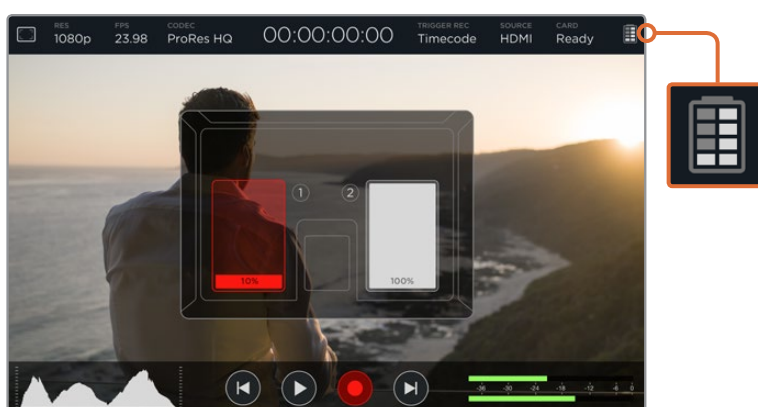 RES FPS CODEC TRIGGER REC SOURCE CARD
1080p 23.98 ProRes HQ 00:00:00:00 Timecode HDMI Ready
1 2
10% 100%
-36 -30 -24 -18 -12 -6 0